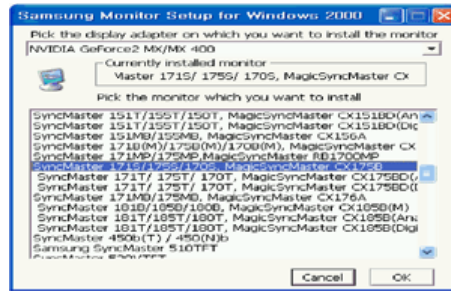 Samsung Monitor Setup for Windows 2000
Pick the display adapter on which you want to install the monitor
NVIDIA GeForce2 MX/MX 400
Currently installed monitor
Master 171S/ 175S/ 170S, MagicSyncMaster CX
Pick the monitor which you want to install
SyncMaster 151T/155T/150T, MagicSyncMaster CX151BD(An
SyncMaster 151T/155T/150T, MagicSyncMaster CX151BD(Dig
SyncMaster 151MB/155MB, MagicSyncMaster CX156A
SyncMaster 171B(M)/175B(M)/170B(M), MagicSyncMaster CX
SyncMaster 171MP/175MP,MagicSyncMaster RB1700MP
SyncMaster 171S/175S/170S, MagicSyncMaster CX175B
SyncMaster 171T/ 175T/ 170T, MagicSyncMaster CX175BD(A
SyncMaster 171T/ 175T/ 170T, MagicSyncMaster CX175BD(D
SyncMaster 171MB/175MB, MagicSyncMaster CX176A
SyncMaster 181B/185B/180B, MagicSyncMaster CX185B(M)
SyncMaster 181T/185T/180T, MagicSyncMaster CX185B(Ana
SyncMaster 181T/185T/180T, MagicSyncMaster CX185B(Digi
SyncMaster 450b(T) / 450(N)b
Samsung SyncMaster 510TFT
Cancel
OK